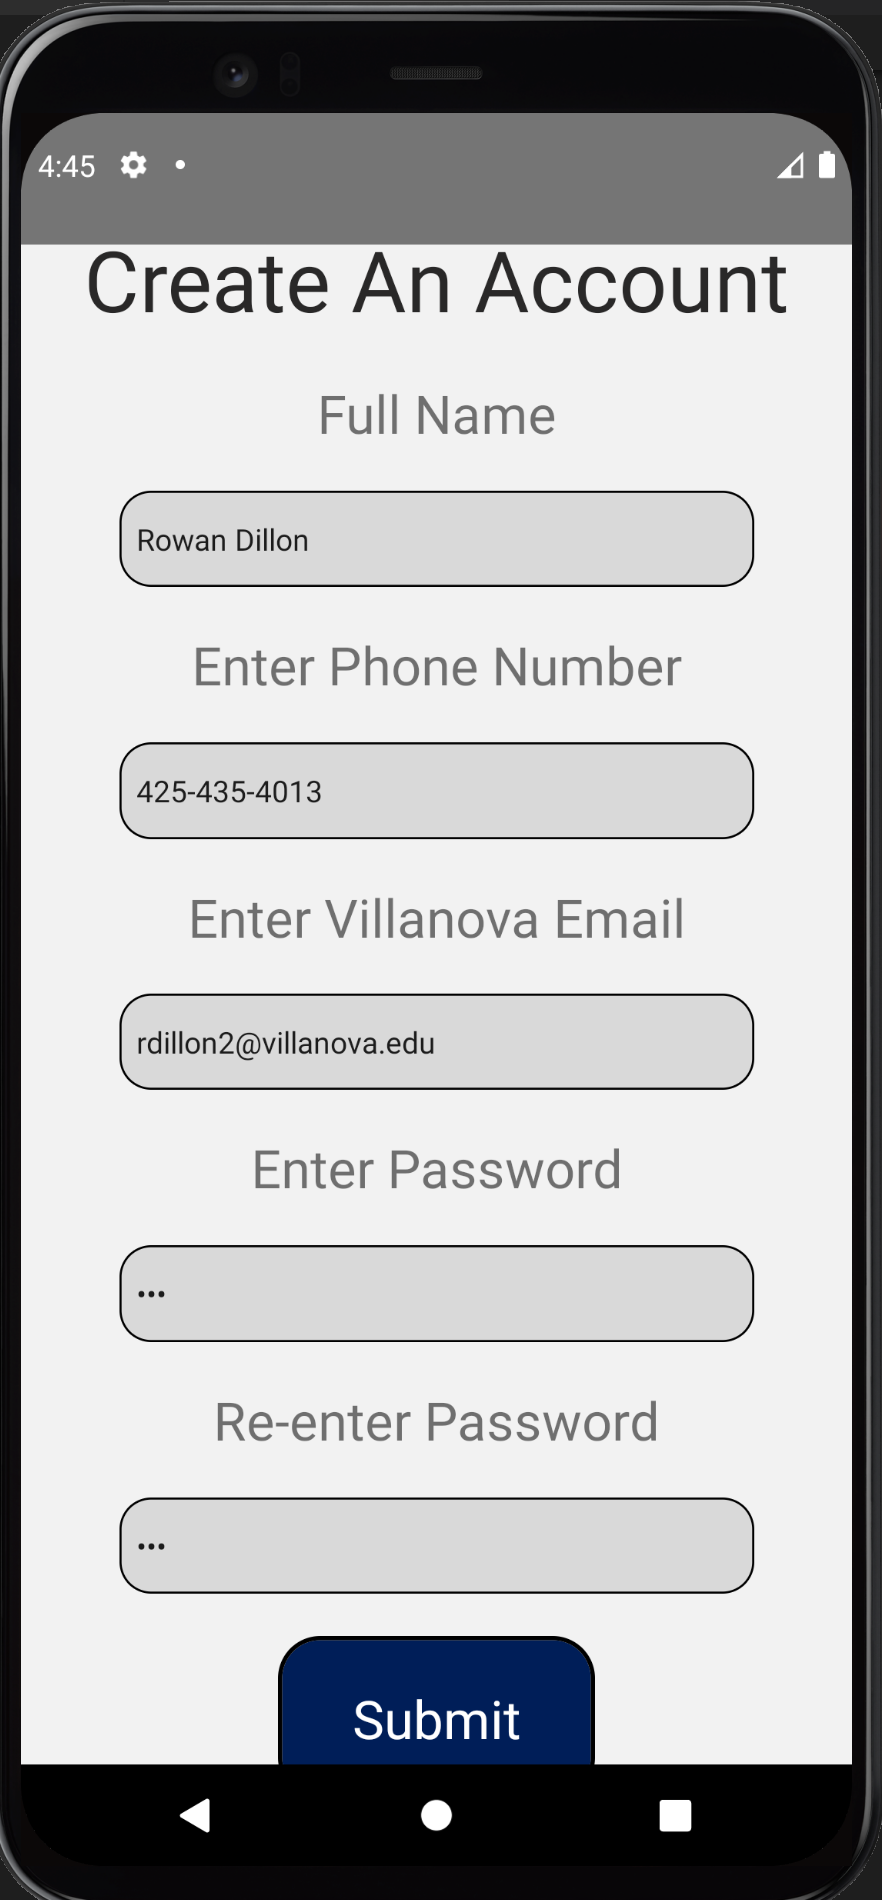 4:45
Create An Account
Full Name
Rowan Dillon
Enter Phone Number
425-435-4013
Enter Villanova Email
rdillon2@villanova.edu
Enter Password
•••
Re-enter Password
•••
Submit